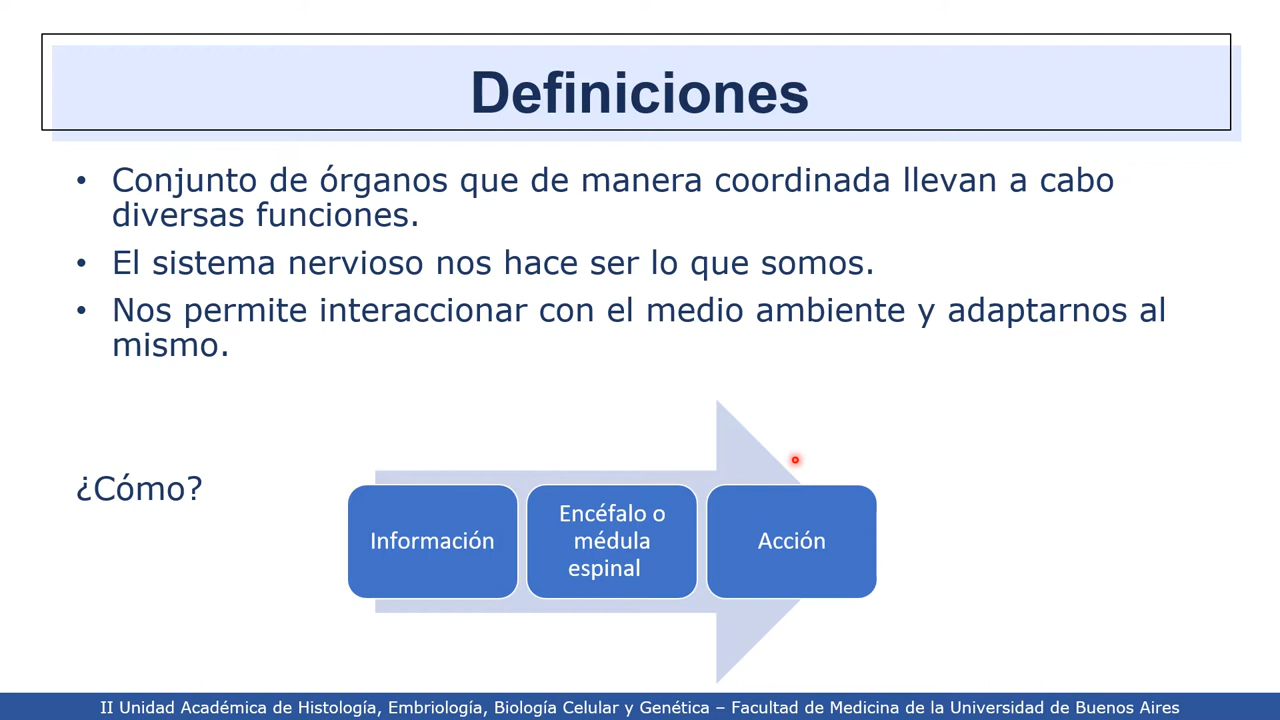 Definiciones
• Conjunto de órganos que de manera coordinada llevan a cabo
diversas funciones.
• El sistema nervioso nos hace ser lo que somos.
• Nos permite interaccionar con el medio ambiente y adaptarnos al
mismo.
¿Cómo?
Información
Encéfalo o
médula
espinal
Acción
II Unidad Académica de Histología, Embriología, Biología Celular y Genética – Facultad de Medicina de la Universidad de Buenos Aires